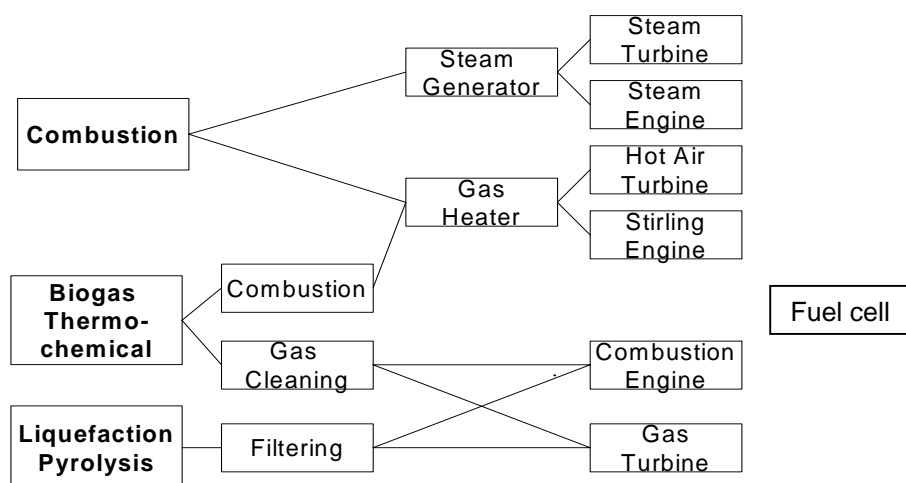 Steam
Turbine
Steam
Generator
Steam
Engine
Combustion
Hot Air
Turbine
Gas
Heater
Stirling
Engine
Biogas
Thermo-
chemical
Combustion
Fuel cell
Gas
Cleaning
Combustion
Engine
Liquefaction
Pyrolysis
Filtering
Gas
Turbine